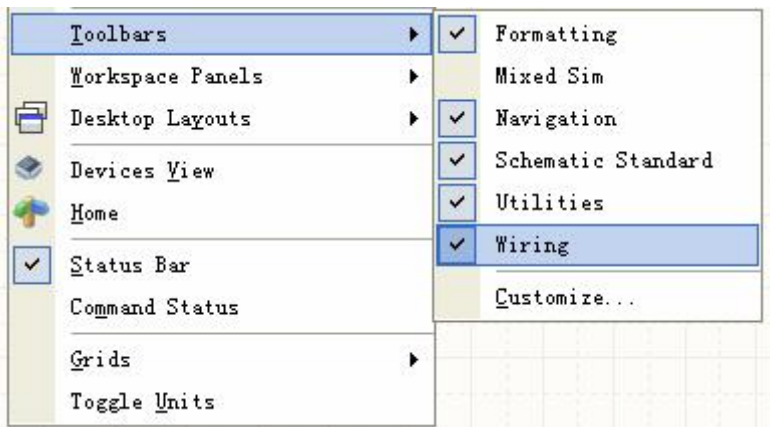 Toolbars
Workspace Panels
Desktop Layouts
Devices View
Home
Status Bar
Command Status
Grids
Toggle Units
Formatting
Mixed Sim
Navigation
Schematic Standard
Utilities
Wiring
Customize...